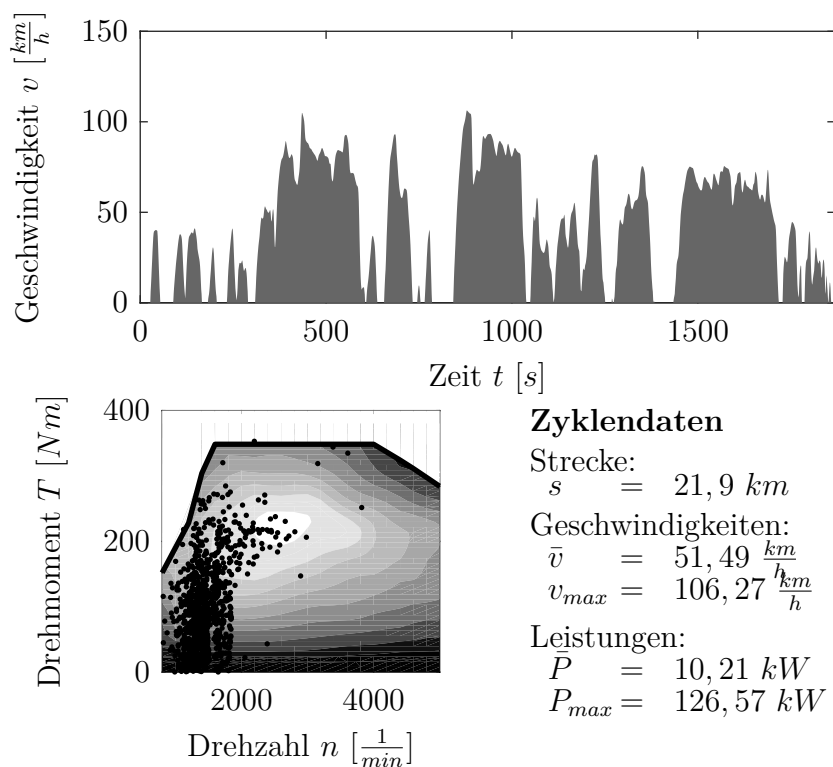 150
100
50
0
Geschwindigkeit v [km/h]
0 500 1000 1500
Zeit t [s]
400
200
0
Drehmoment T [Nm]
2000 4000
Drehzahl n [1/min]
Zyklendaten
Strecke:
s = 21,9 km
Geschwindigkeiten:
v̄ = 51,49 km/h
v_max = 106,27 km/h
Leistungen:
P̄ = 10,21 kW
P_max = 126,57 kW